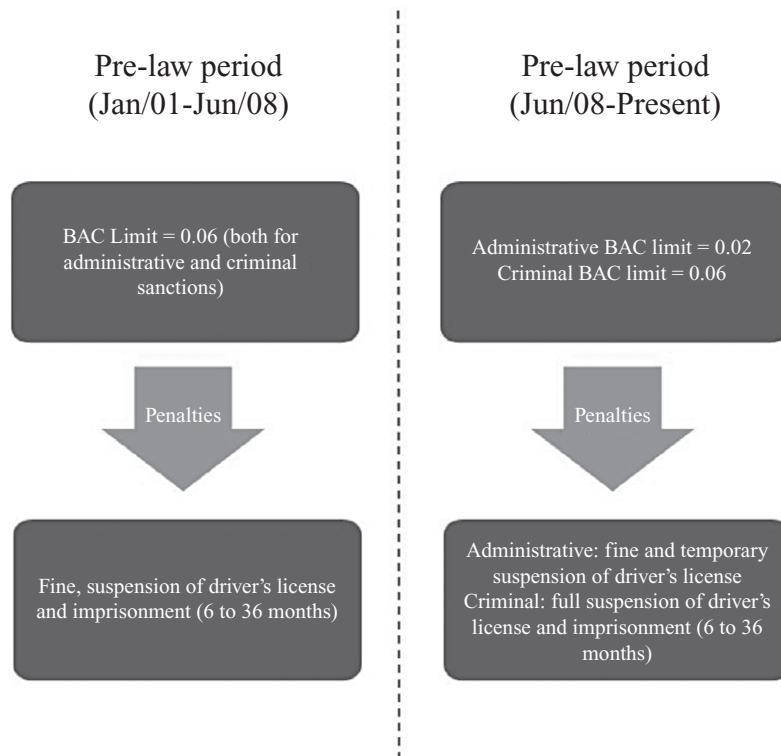 Pre-law period
(Jan/01-Jun/08)
BAC Limit = 0.06 (both for
administrative and criminal
sanctions)
Penalties
Fine, suspension of driver’s license
and imprisonment (6 to 36 months)
Pre-law period
(Jun/08-Present)
Administrative BAC limit = 0.02
Criminal BAC limit = 0.06
Penalties
Administrative: fine and temporary
suspension of driver’s license
Criminal: full suspension of driver’s
license and imprisonment (6 to 36
months)